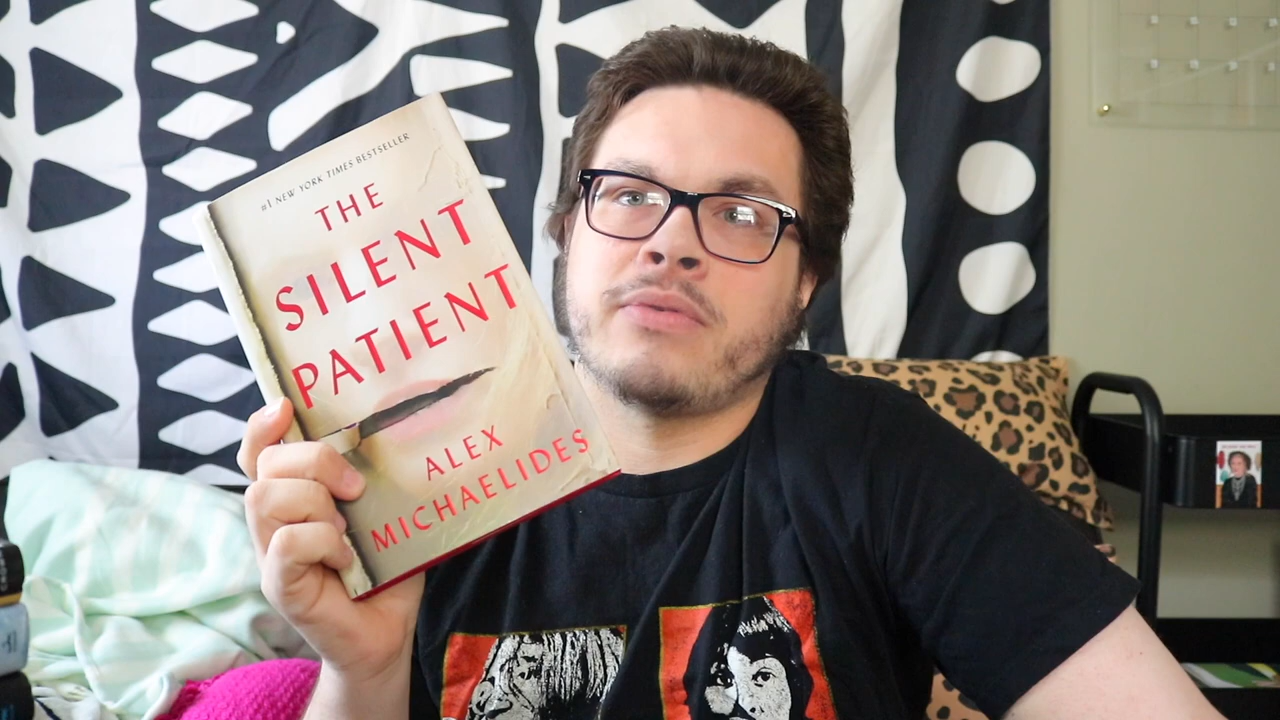 #1 NEW YORK TIMES BESTSELLER
THE
SILENT
PATIENT
ALEX
MICHAELIDES